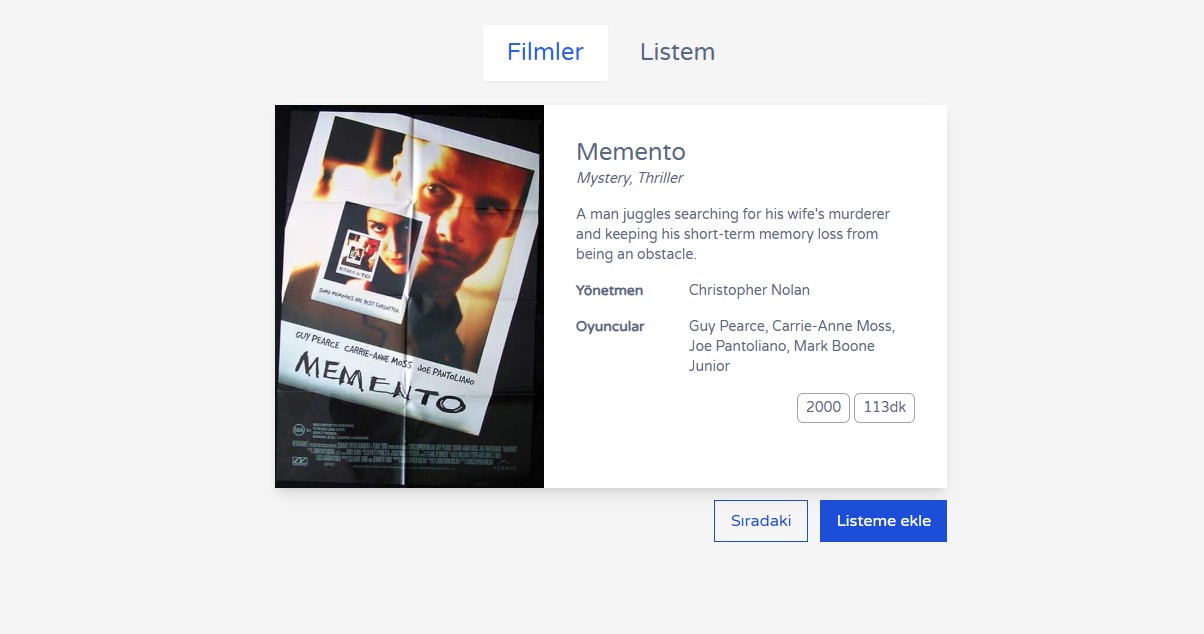 Filmler
Listem
SOME MEMORIES ARE BEST FORGOTTEN.
GUY PEARCE CARRIE-ANNE MOSS JOE PANTOLIANO
MEMENTO
Memento
Mystery, Thriller
A man juggles searching for his wife's murderer
and keeping his short-term memory loss from
being an obstacle.
Yönetmen
Christopher Nolan
Oyuncular
Guy Pearce, Carrie-Anne Moss,
Joe Pantoliano, Mark Boone
Junior
2000
113dk
Sıradaki
Listeme ekle